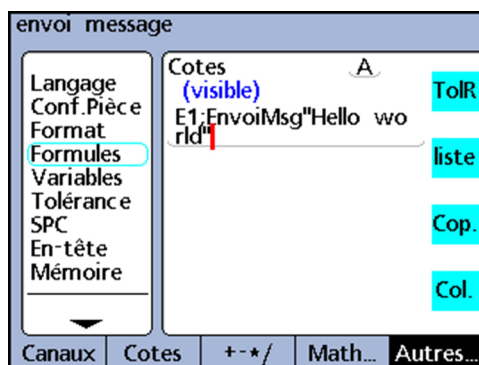 envoi message
Langage
Conf.Pièce
Format
Formules
Variables
Tolérance
SPC
En-tête
Mémoire
Cotes A
(visible)
E1;EnvoiMsg"Hello wo
rld"
TolR
liste
Cop.
Col.
Canaux Cotes +-*/ Math... Autres...